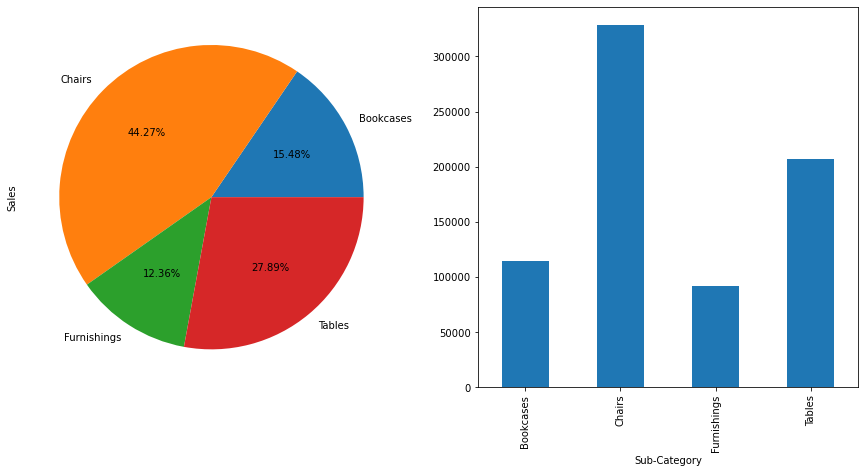 Sales
Chairs
Bookcases
Furnishings
Tables
44.27%
15.48%
12.36%
27.89%
300000
250000
200000
150000
100000
50000
0
Bookcases
Chairs
Furnishings
Tables
Sub-Category